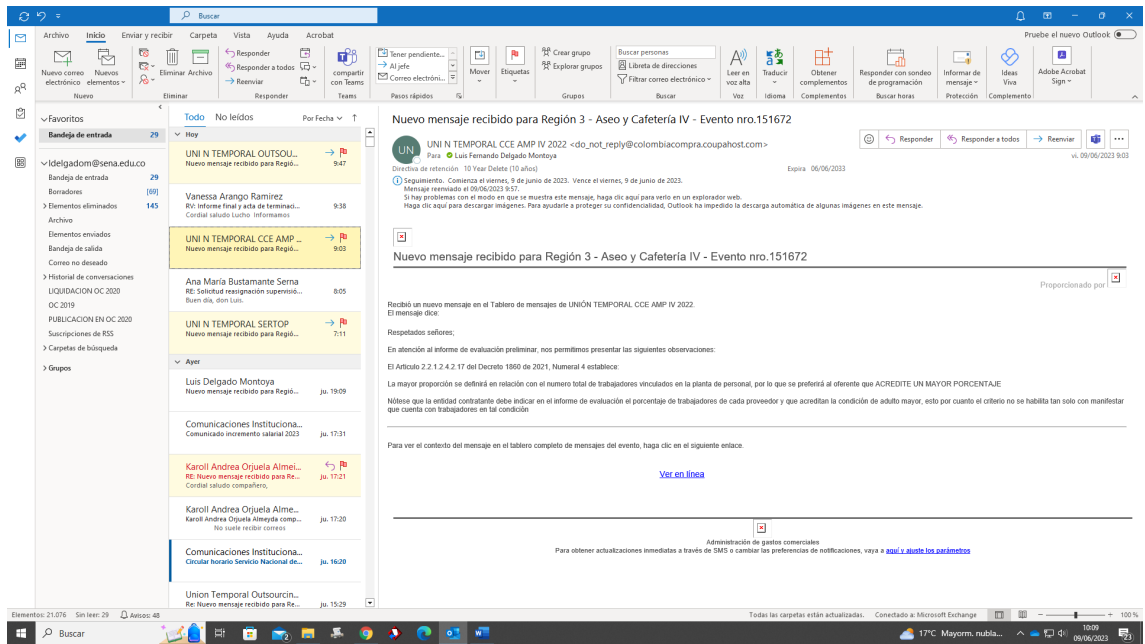 Buscar
Archivo Inicio Enviar y recibir Carpeta Vista Ayuda Acrobat Pruebe el nuevo Outlook
Nuevo correo electrónico
Nuevos elementos
Nuevo
Eliminar Archivo
Eliminar
Responder
Responder a todos
Reenviar
Responder
compartir con Teams
Teams
Tener pendiente...
Al jefe
Correo electróni...
Pasos rápidos
Mover
Etiquetas
Crear grupo
Explorar grupos
Grupos
Buscar personas
Libreta de direcciones
Filtrar correo electrónico
Buscar
Leer en voz alta
Voz
Traducir
Idioma
Obtener complementos
Complementos
Responder con sondeo de programación
Buscar horas
Informar de mensaje
Protección
Ideas Viva
Complemento
Adobe Acrobat Sign
Favoritos
Bandeja de entrada 29
ldelgadom@sena.edu.co
Bandeja de entrada 29
Borradores [69]
Elementos eliminados 145
Archivo
Elementos enviados
Bandeja de salida
Correo no deseado
Historial de conversaciones
LIQUIDACION OC 2020
OC 2019
PUBLICACION EN OC 2020
Suscripciones de RSS
Carpetas de búsqueda
Grupos
Todo No leídos Por Fecha
Hoy
UNI N TEMPORAL OUTSOU...
Nuevo mensaje recibido para Regió... 9:47
Vanessa Arango Ramirez
RV: Informe final y acta de terminaci... 9:38
Cordial saludo Lucho Informamos
UNI N TEMPORAL CCE AMP ...
Nuevo mensaje recibido para Regió... 9:03
Ana María Bustamante Serna
RE: Solicitud reasignación supervisió... 8:05
Buen día, don Luis.
UNI N TEMPORAL SERTOP
Nuevo mensaje recibido para Regió... 7:11
Ayer
Luis Delgado Montoya
Nuevo mensaje recibido para Regió... ju. 19:09
Comunicaciones Instituciona...
Comunicado incremento salarial 2023 ju. 17:31
Karoll Andrea Orjuela Almei...
RE: Nuevo mensaje recibido para Re... ju. 17:21
Cordial saludo compañero,
Karoll Andrea Orjuela Alme...
Karoll Andrea Orjuela Almeyda comp... ju. 17:20
No suele recibir correos
Comunicaciones Instituciona...
Circular horario Servicio Nacional de... ju. 16:20
Union Temporal Outsourcin...
Re: Nuevo mensaje recibido para Re... ju. 15:29
Nuevo mensaje recibido para Región 3 - Aseo y Cafetería IV - Evento nro.151672
UN
UNI N TEMPORAL CCE AMP IV 2022 <do_not_reply@colombiacompra.coupahost.com>
Para Luis Fernando Delgado Montoya
Responder Responder a todos Reenviar
vi. 09/06/2023 9:03
Directiva de retención 10 Year Delete (10 años) Expira 06/06/2033
Seguimiento. Comienza el viernes, 9 de junio de 2023. Vence el viernes, 9 de junio de 2023.
Mensaje reenviado el 09/06/2023 9:57.
Si hay problemas con el modo en que se muestra este mensaje, haga clic aquí para verlo en un explorador web.
Haga clic aquí para descargar imágenes. Para ayudarle a proteger su confidencialidad, Outlook ha impedido la descarga automática de algunas imágenes en este mensaje.
Nuevo mensaje recibido para Región 3 - Aseo y Cafetería IV - Evento nro.151672
Proporcionado por
Recibió un nuevo mensaje en el Tablero de mensajes de UNIÓN TEMPORAL CCE AMP IV 2022.
El mensaje dice:
Respetados señores;
En atención al informe de evaluación preliminar, nos permitimos presentar las siguientes observaciones:
El Articulo 2.2.1.2.4.2.17 del Decreto 1860 de 2021, Numeral 4 establece:
La mayor proporción se definirá en relación con el numero total de trabajadores vinculados en la planta de personal, por lo que se preferirá al oferente que ACREDITE UN MAYOR PORCENTAJE
Nótese que la entidad contratante debe indicar en el informe de evaluación el porcentaje de trabajadores de cada proveedor y que acreditan la condición de adulto mayor, esto por cuanto el criterio no se habilita tan solo con manifestar
que cuenta con trabajadores en tal condición
Para ver el contexto del mensaje en el tablero completo de mensajes del evento, haga clic en el siguiente enlace.
Ver en línea
Administración de gastos comerciales
Para obtener actualizaciones inmediatas a través de SMS o cambiar las preferencias de notificaciones, vaya a aquí y ajuste los parámetros
Elementos: 21.076 Sin leer: 29 Avisos: 48 Todas las carpetas están actualizadas. Conectado a: Microsoft Exchange 100 %
Buscar
17°C Mayorm. nubla...
10:09
09/06/2023
23